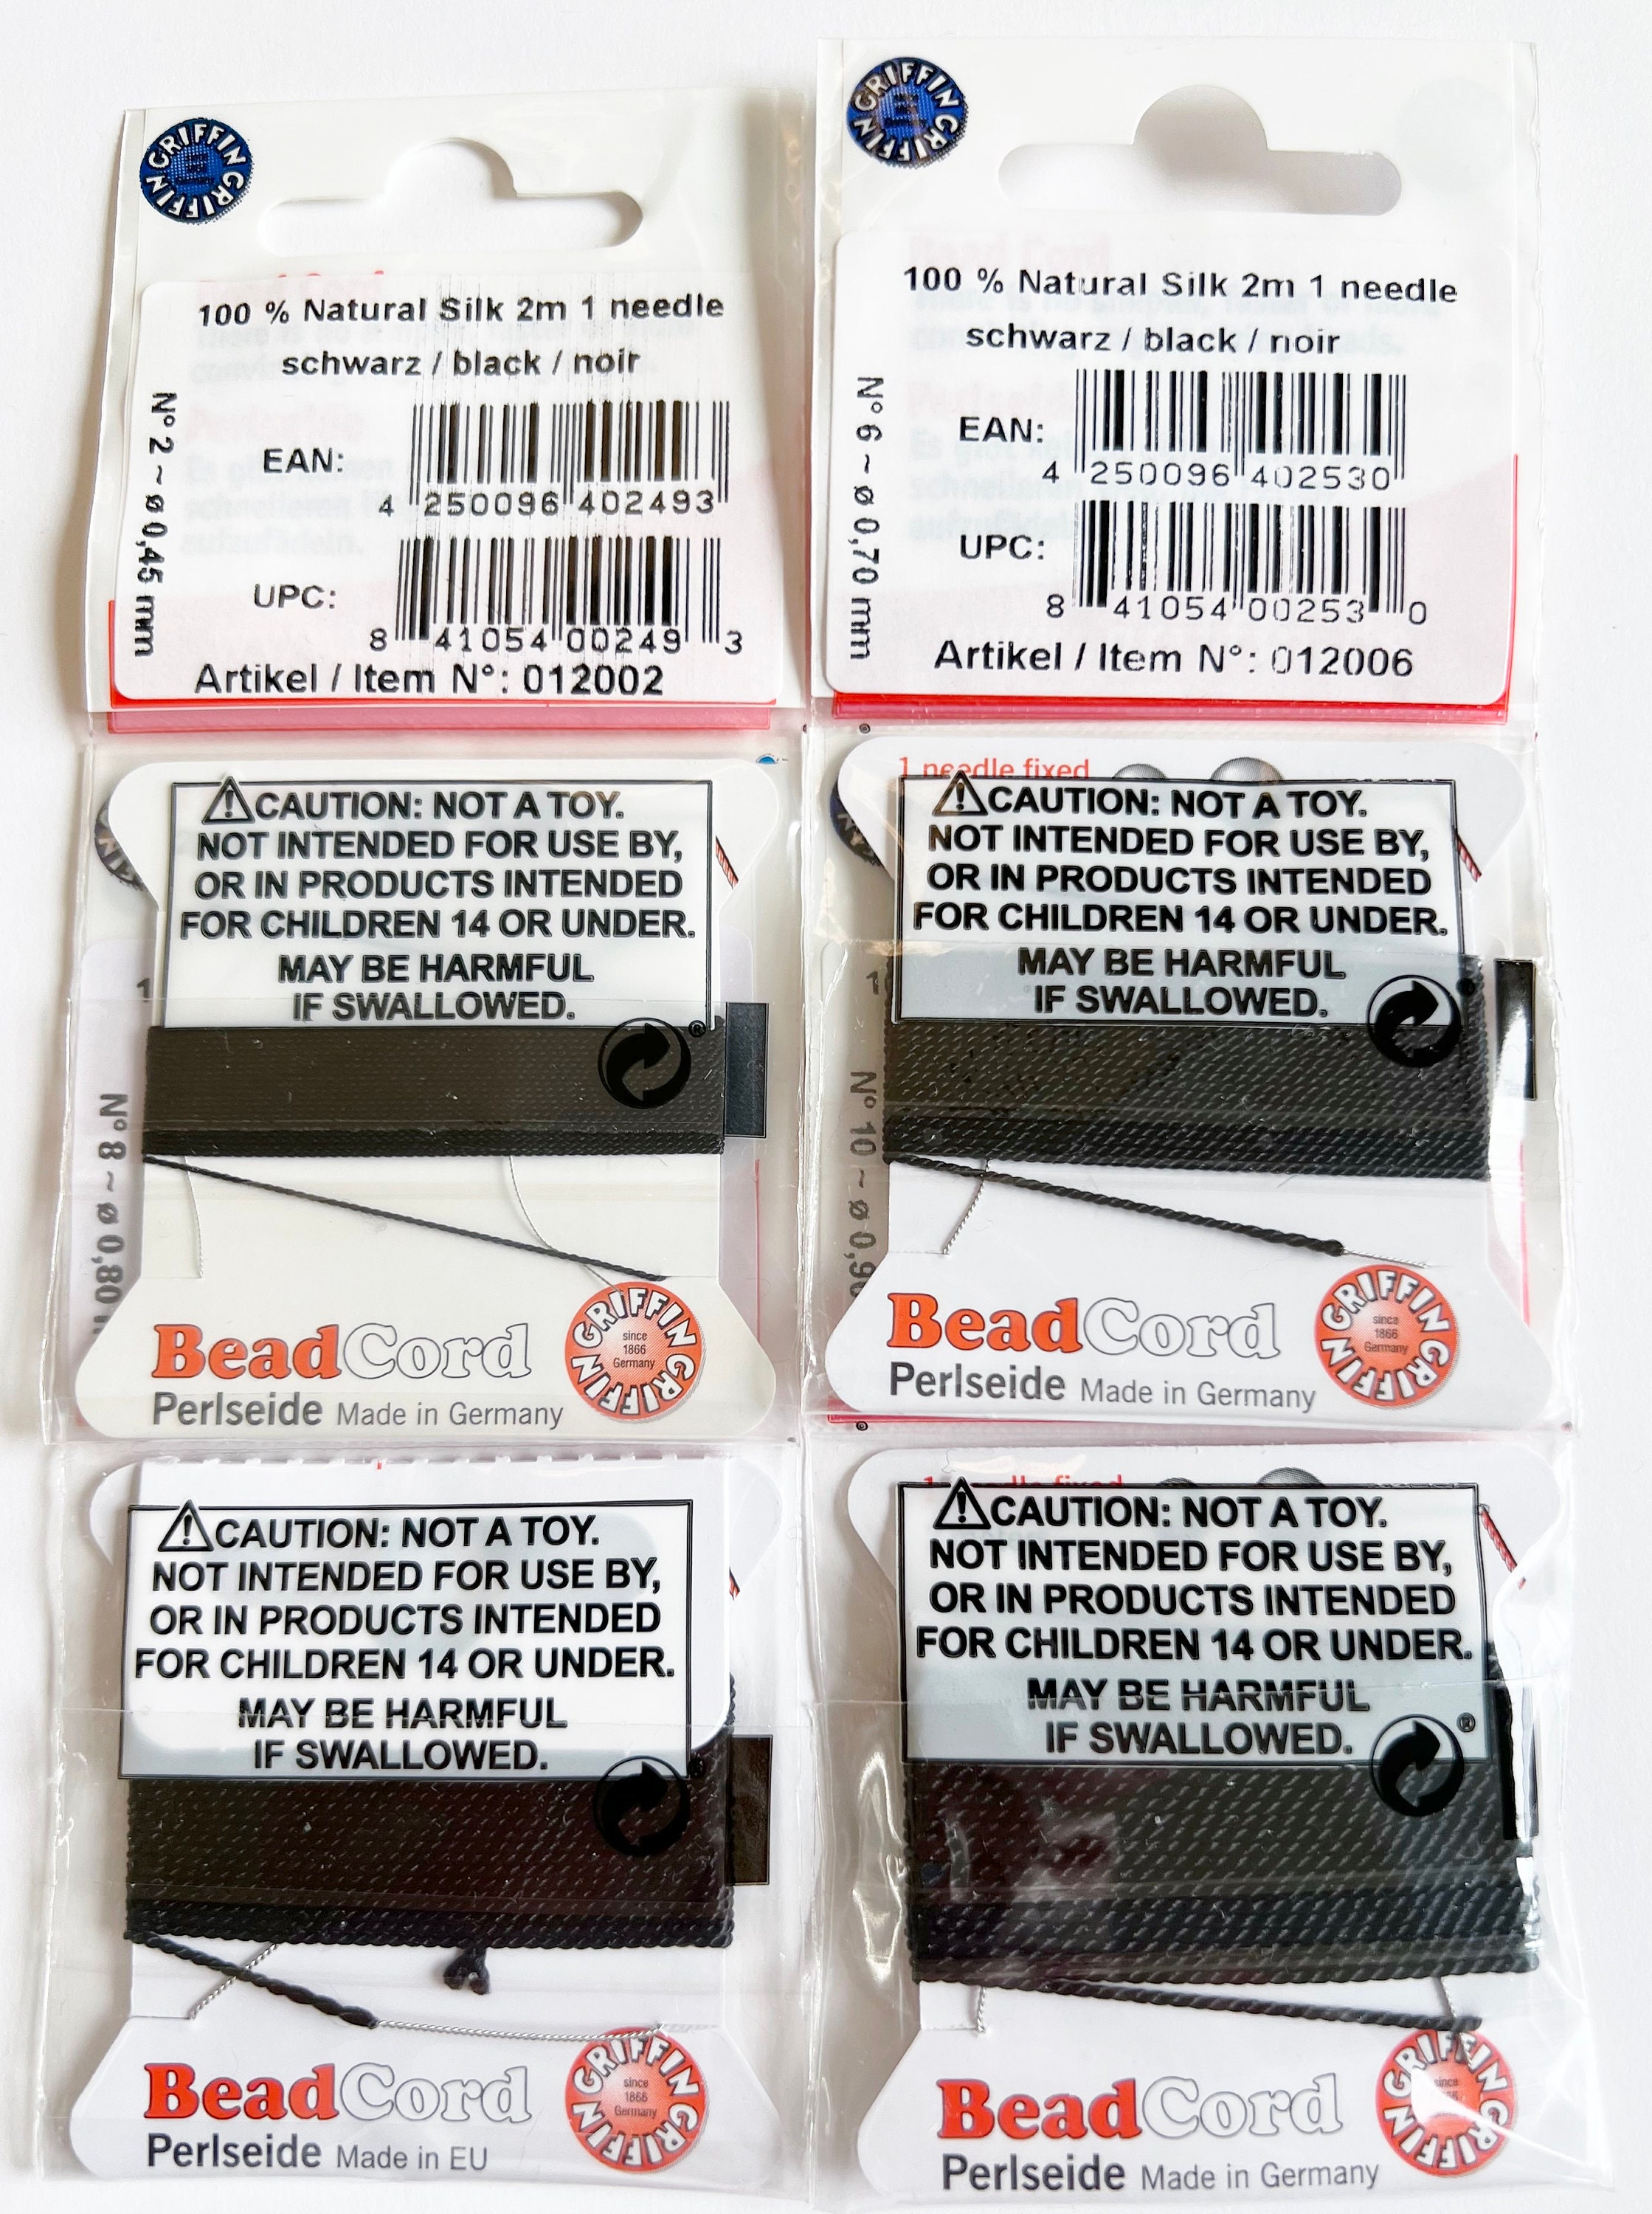 GRIFFIN GRIFFIN
100 % Natural Silk 2m 1 needle
schwarz / black / noir
N° 2 ~ ø 0,45 mm
EAN:
4 250096 402493
UPC:
8 41054 00249 3
Artikel / Item N°: 012002
CAUTION: NOT A TOY.
NOT INTENDED FOR USE BY,
OR IN PRODUCTS INTENDED
FOR CHILDREN 14 OR UNDER.
MAY BE HARMFUL
IF SWALLOWED.
®
N° 8 ~ ø 0,80
BeadCord
Perlseide Made in Germany
GRIFFIN GRIFFIN
since
1866
Germany
CAUTION: NOT A TOY.
NOT INTENDED FOR USE BY,
OR IN PRODUCTS INTENDED
FOR CHILDREN 14 OR UNDER.
MAY BE HARMFUL
IF SWALLOWED.
BeadCord
Perlseide Made in EU
GRIFFIN GRIFFIN
since
1866
Germany
GRIFFIN GRIFFIN
100 % Natural Silk 2m 1 needle
schwarz / black / noir
N° 6 ~ ø 0,70 mm
EAN:
4 250096 402530
UPC:
8 41054 00253 0
Artikel / Item N°: 012006
1 needle fixed
CAUTION: NOT A TOY.
NOT INTENDED FOR USE BY,
OR IN PRODUCTS INTENDED
FOR CHILDREN 14 OR UNDER.
MAY BE HARMFUL
IF SWALLOWED.
N° 10 ~ ø 0,90
BeadCord
Perlseide Made in Germany
GRIFFIN GRIFFIN
since
1866
Germany
CAUTION: NOT A TOY.
NOT INTENDED FOR USE BY,
OR IN PRODUCTS INTENDED
FOR CHILDREN 14 OR UNDER.
MAY BE HARMFUL
IF SWALLOWED.
®
BeadCord
Perlseide Made in Germany
GRIFFIN GRIFFIN
since
Germany